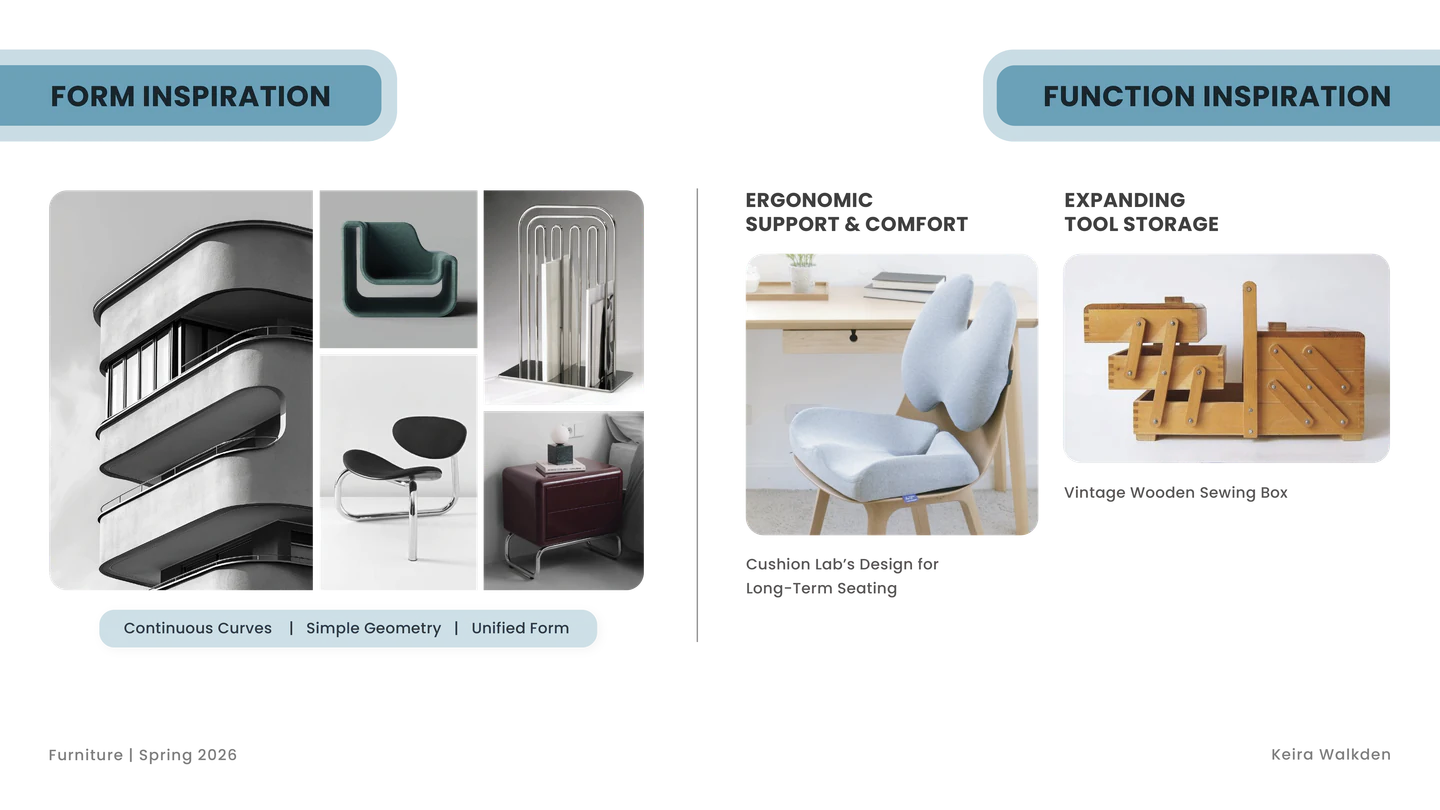 FORM INSPIRATION
FUNCTION INSPIRATION
Continuous Curves | Simple Geometry | Unified Form
ERGONOMIC
SUPPORT & COMFORT
Cushion Lab's Design for
Long-Term Seating
EXPANDING
TOOL STORAGE
Vintage Wooden Sewing Box
Furniture | Spring 2026
Keira Walkden